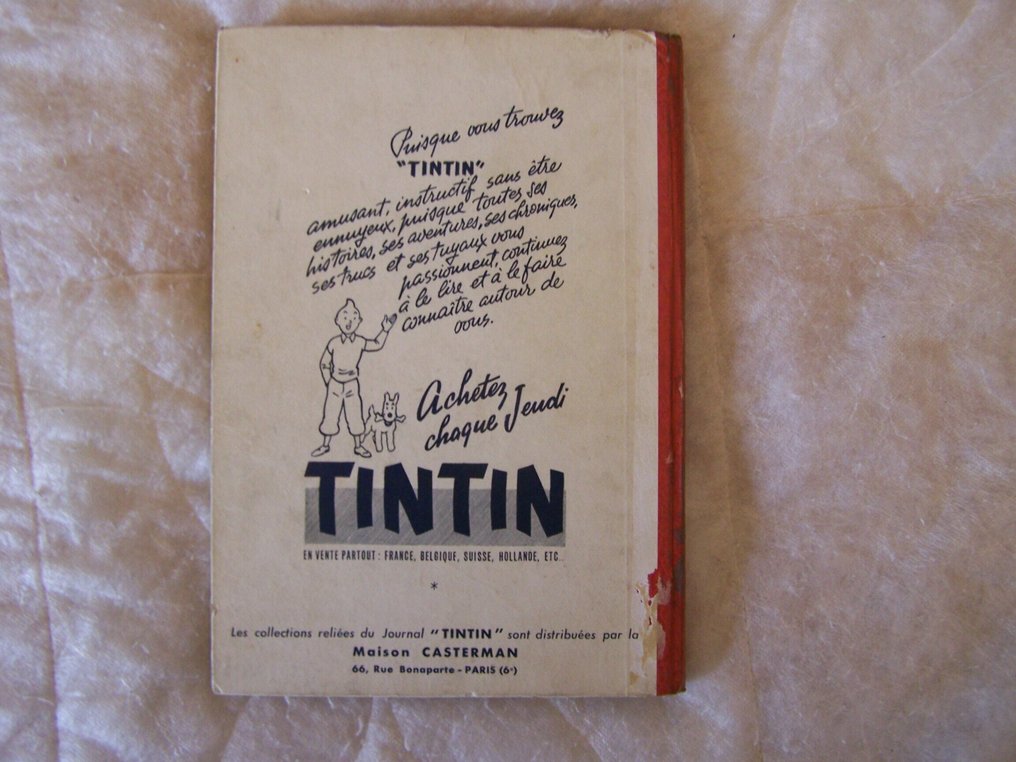 Puisque vous trouvez
"TINTIN"
amusant, instructif sans être
ennuyeux, puisque toutes ses
histoires, ses aventures, ses chroniques,
ses trucs et ses tuyaux vous
passionnent, continuez
à le lire et à le faire
connaître autour de
vous.
Achetez
chaque Jeudi
TINTIN
EN VENTE PARTOUT : FRANCE, BELGIQUE, SUISSE, HOLLANDE, ETC..
*
Les collections reliées du Journal "TINTIN" sont distribuées par la
Maison CASTERMAN
66, Rue Bonaparte - PARIS (6e)